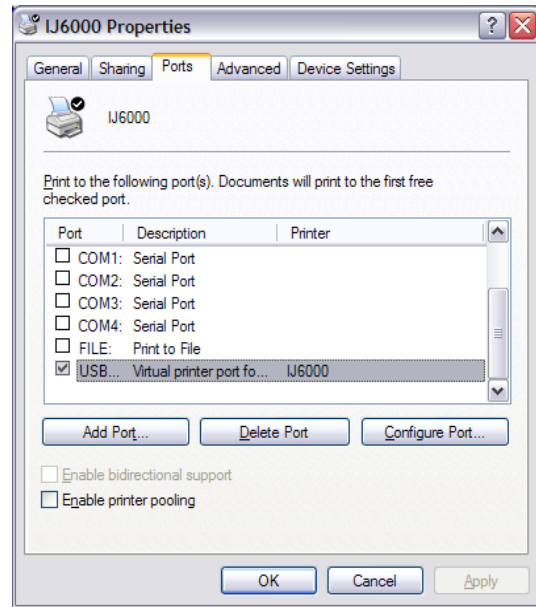 IJ6000 Properties
General Sharing Ports Advanced Device Settings
IJ6000
Print to the following port(s). Documents will print to the first free
checked port.
Port Description Printer
COM1: Serial Port
COM2: Serial Port
COM3: Serial Port
COM4: Serial Port
FILE: Print to File
USB... Virtual printer port fo... IJ6000
Add Port... Delete Port Configure Port...
Enable bidirectional support
Enable printer pooling
OK Cancel Apply